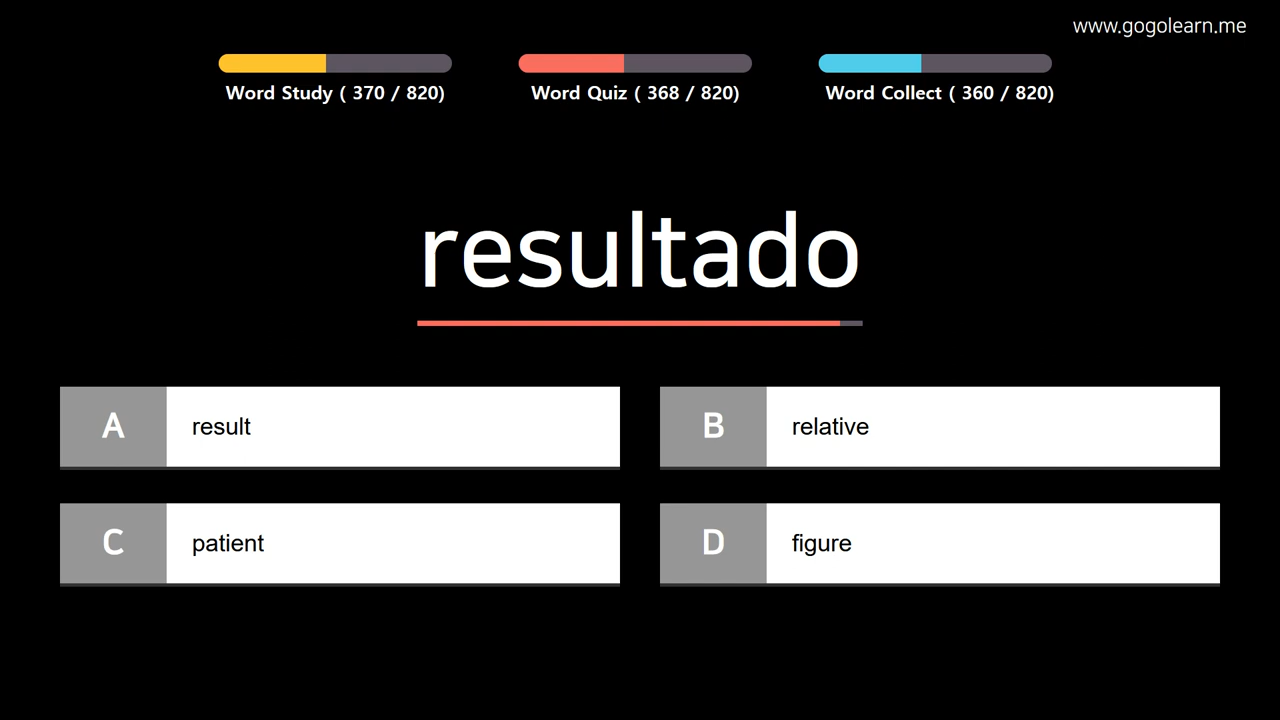 www.gogolearn.me
Word Study ( 370 / 820)
Word Quiz ( 368 / 820)
Word Collect ( 360 / 820)
resultado
A
result
B
relative
C
patient
D
figure